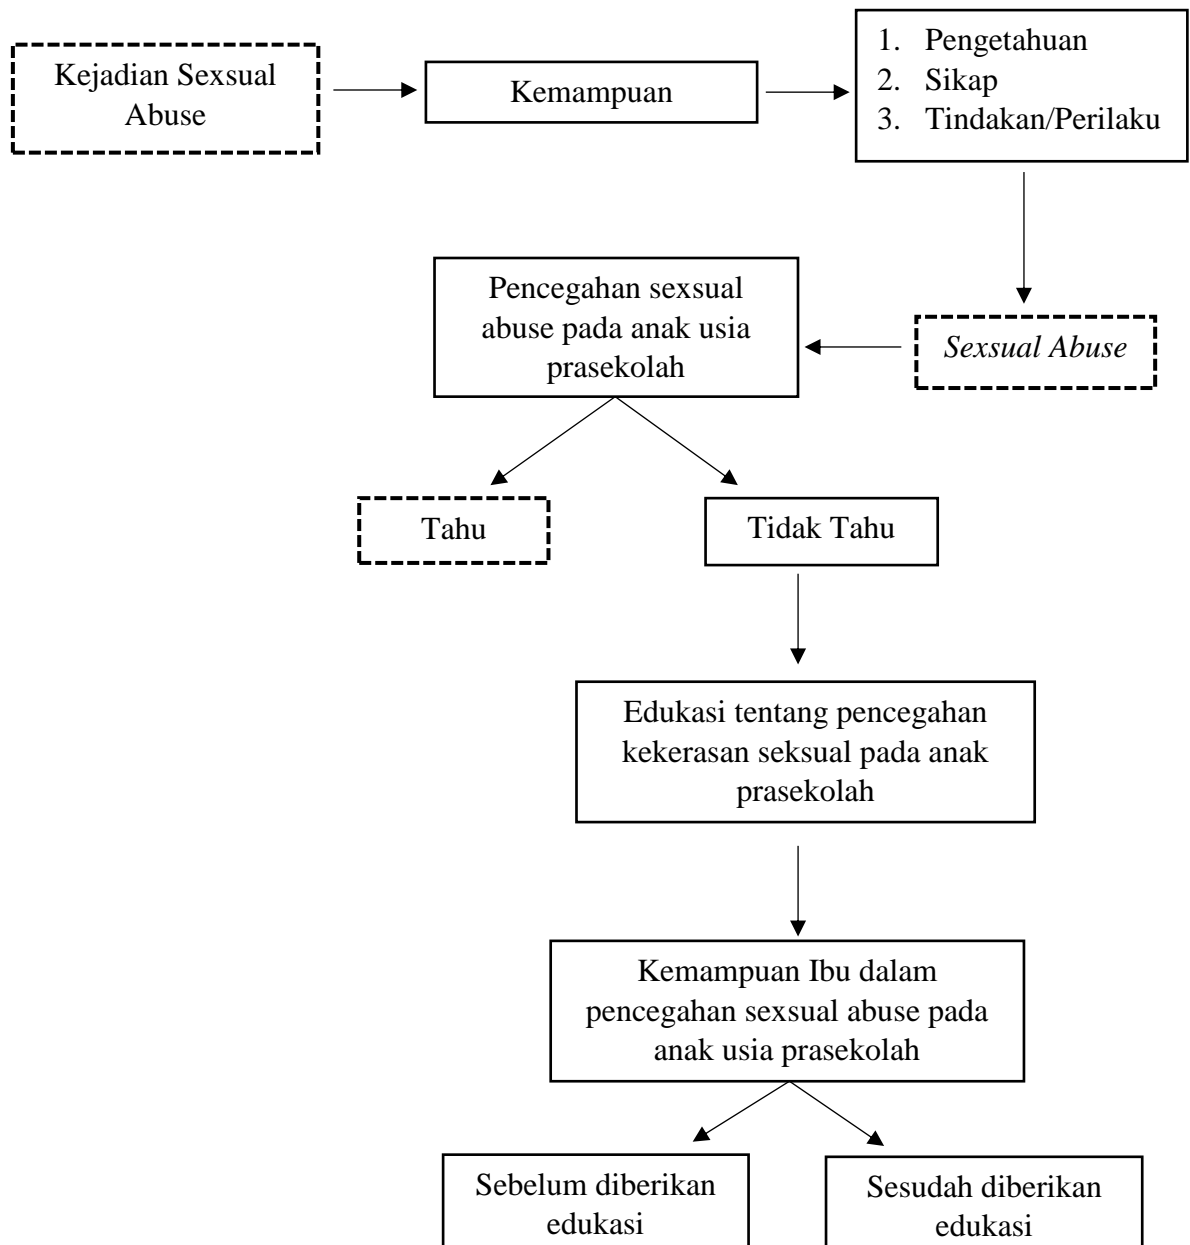 Kejadian Sexsual
Abuse
Kemampuan
1. Pengetahuan
2. Sikap
3. Tindakan/Perilaku
Pencegahan sexsual
abuse pada anak usia
prasekolah
Sexsual Abuse
Tahu
Tidak Tahu
Edukasi tentang pencegahan
kekerasan seksual pada anak
prasekolah
Kemampuan Ibu dalam
pencegahan sexsual abuse pada
anak usia prasekolah
Sebelum diberikan
edukasi
Sesudah diberikan
edukasi